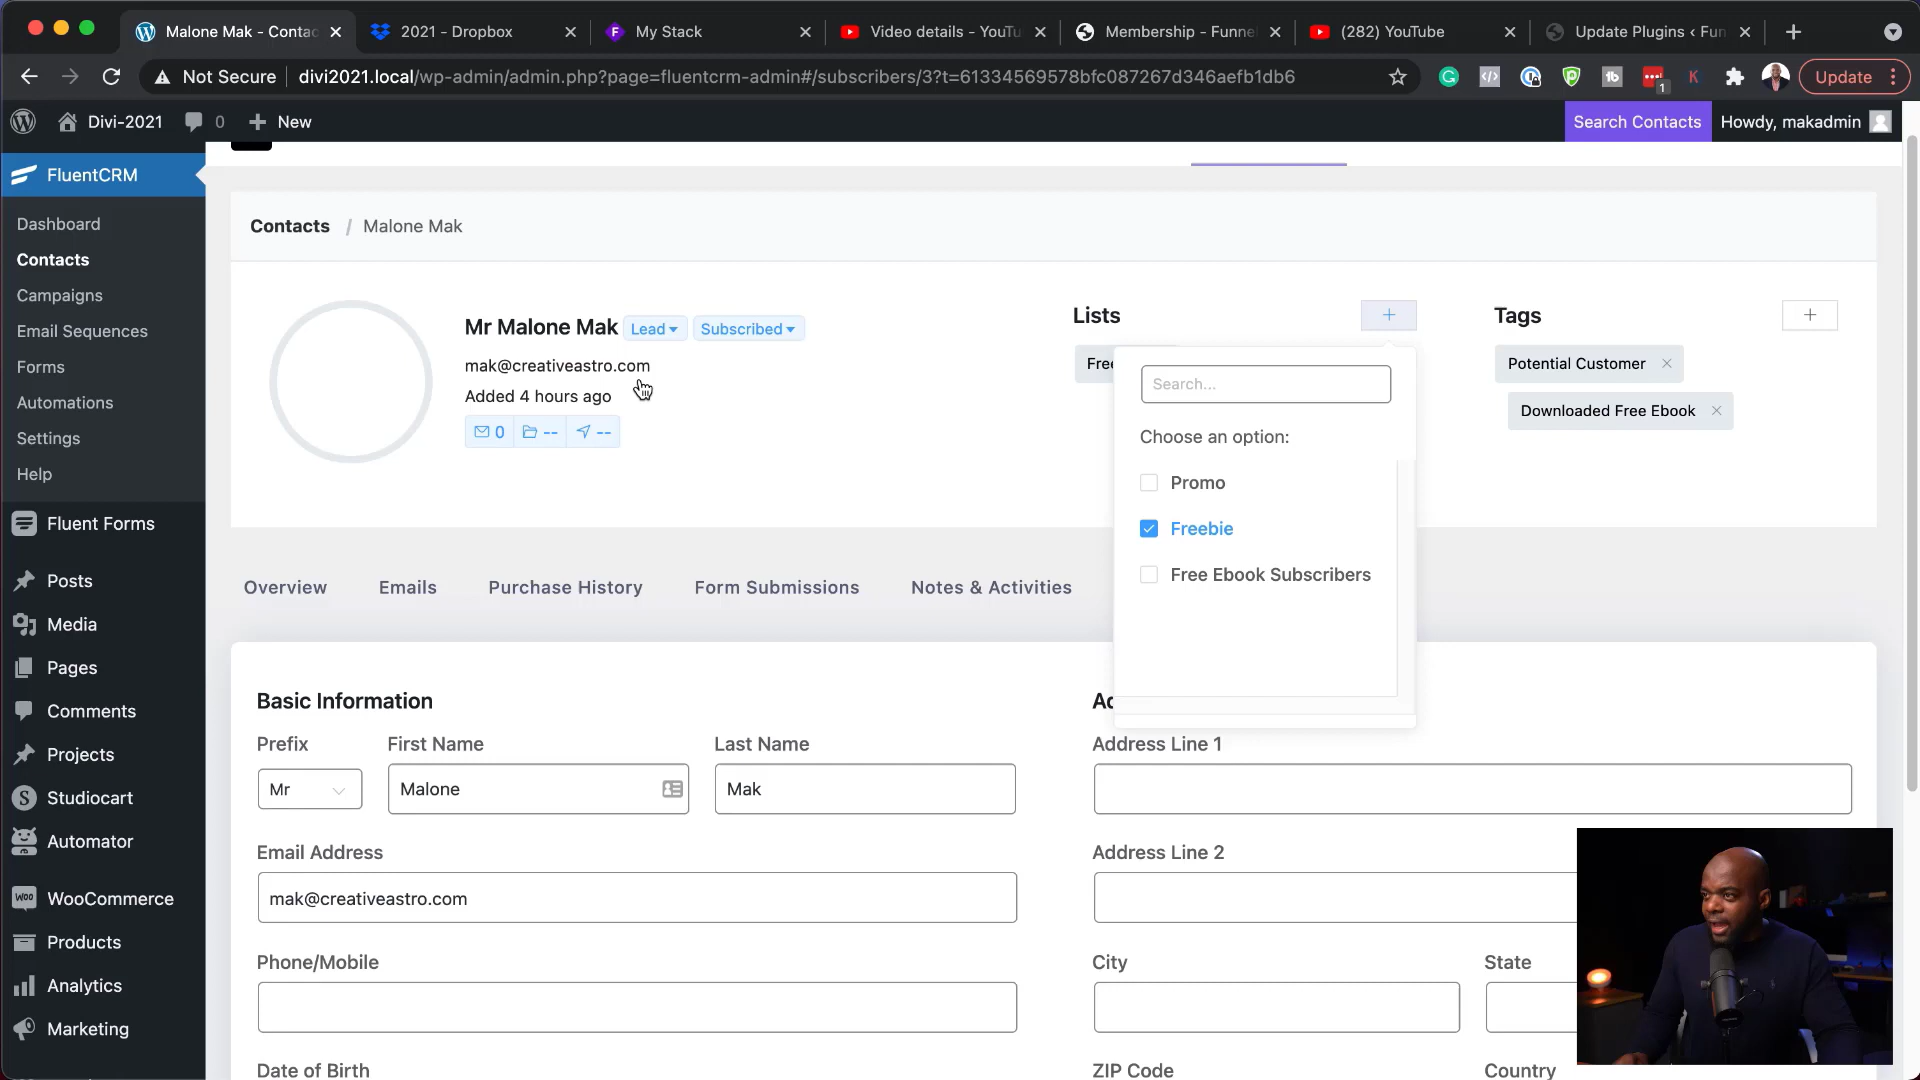 Malone Mak - Contac
2021 - Dropbox
My Stack
Video details - YouTu
Membership - Funne
(282) YouTube
Update Plugins ‹ Fun
Not Secure
divi2021.local/wp-admin/admin.php?page=fluentcrm-admin#/subscribers/3?t=61334569578bfc087267d346aefb1db6
1
Update
Divi-2021
0
New
Search Contacts
Howdy, makadmin
FluentCRM
Dashboard
Contacts
Campaigns
Email Sequences
Forms
Automations
Settings
Help
Fluent Forms
Posts
Media
Pages
Comments
Projects
Studiocart
Automator
WooCommerce
Products
Analytics
Marketing
Contacts / Malone Mak
Mr Malone Mak
Lead
Subscribed
mak@creativeastro.com
Added 4 hours ago
0
--
--
Lists
+
Free
Search...
Choose an option:
Promo
Freebie
Free Ebook Subscribers
Tags
+
Potential Customer
Downloaded Free Ebook
Overview
Emails
Purchase History
Form Submissions
Notes & Activities
Basic Information
Prefix
First Name
Last Name
Mr
Malone
Mak
Email Address
mak@creativeastro.com
Phone/Mobile
Date of Birth
Address Line 1
Address Line 2
City
State
ZIP Code
Country